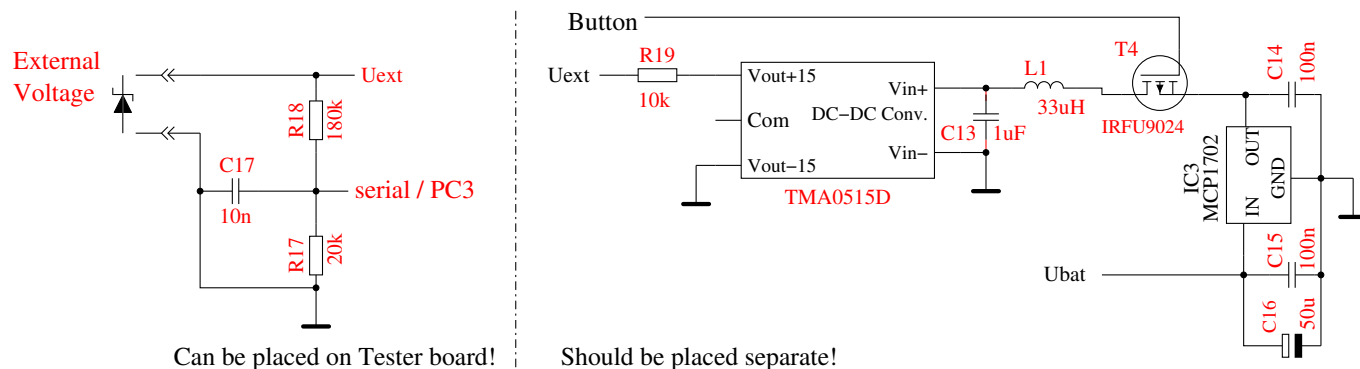 External
Voltage
Uext
R18
180k
C17
10n
serial / PC3
R17
20k
Can be placed on Tester board!
Button
Uext
R19
10k
Vout+15
Com
Vout−15
Vin+
DC−DC Conv.
Vin−
TMA0515D
C13
1uF
L1
33uH
T4
IRFU9024
C14
100n
IC3
MCP1702
OUT
GND
IN
Ubat
C15
100n
C16
50u
Should be placed separate!